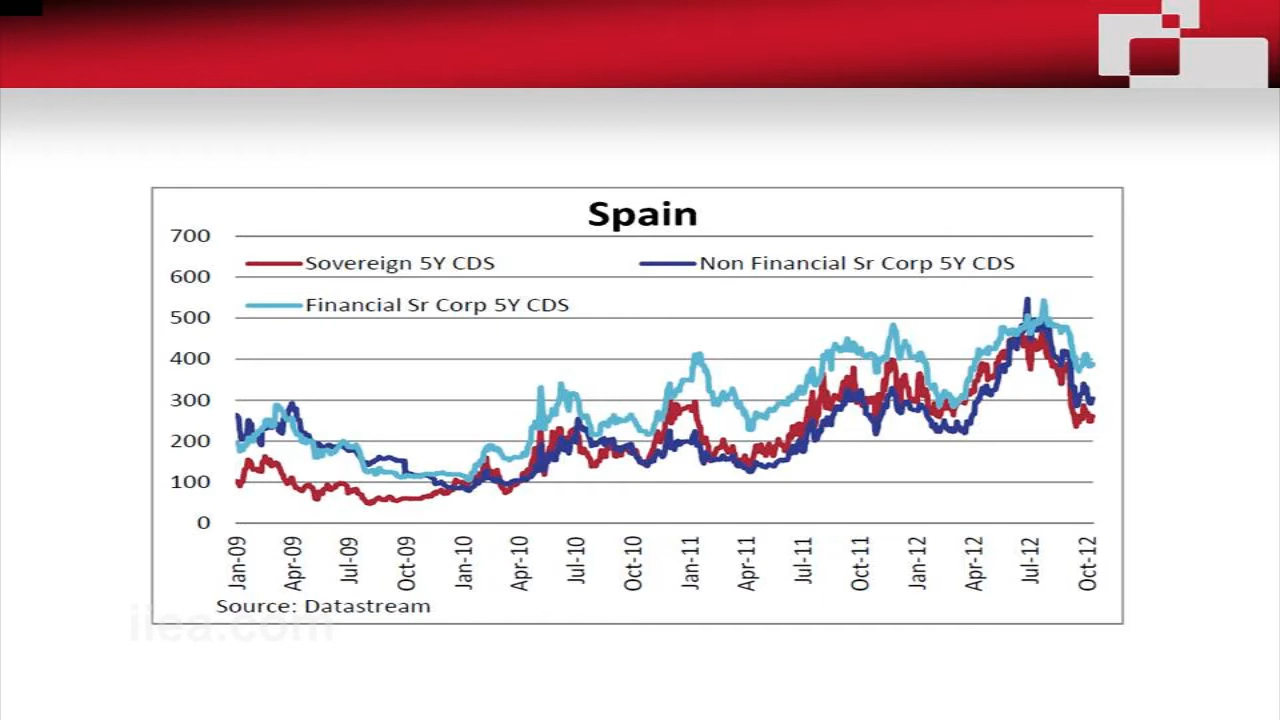 Spain
700
Sovereign 5Y CDS
Non Financial Sr Corp 5Y CDS
600
Financial Sr Corp 5Y CDS
500
400
300
200
100
0
Jan-09
Apr-09
Jul-09
Oct-09
Jan-10
Apr-10
Jul-10
Oct-10
Jan-11
Apr-11
Jul-11
Oct-11
Jan-12
Apr-12
Jul-12
Oct-12
Source: Datastream
iiea.com